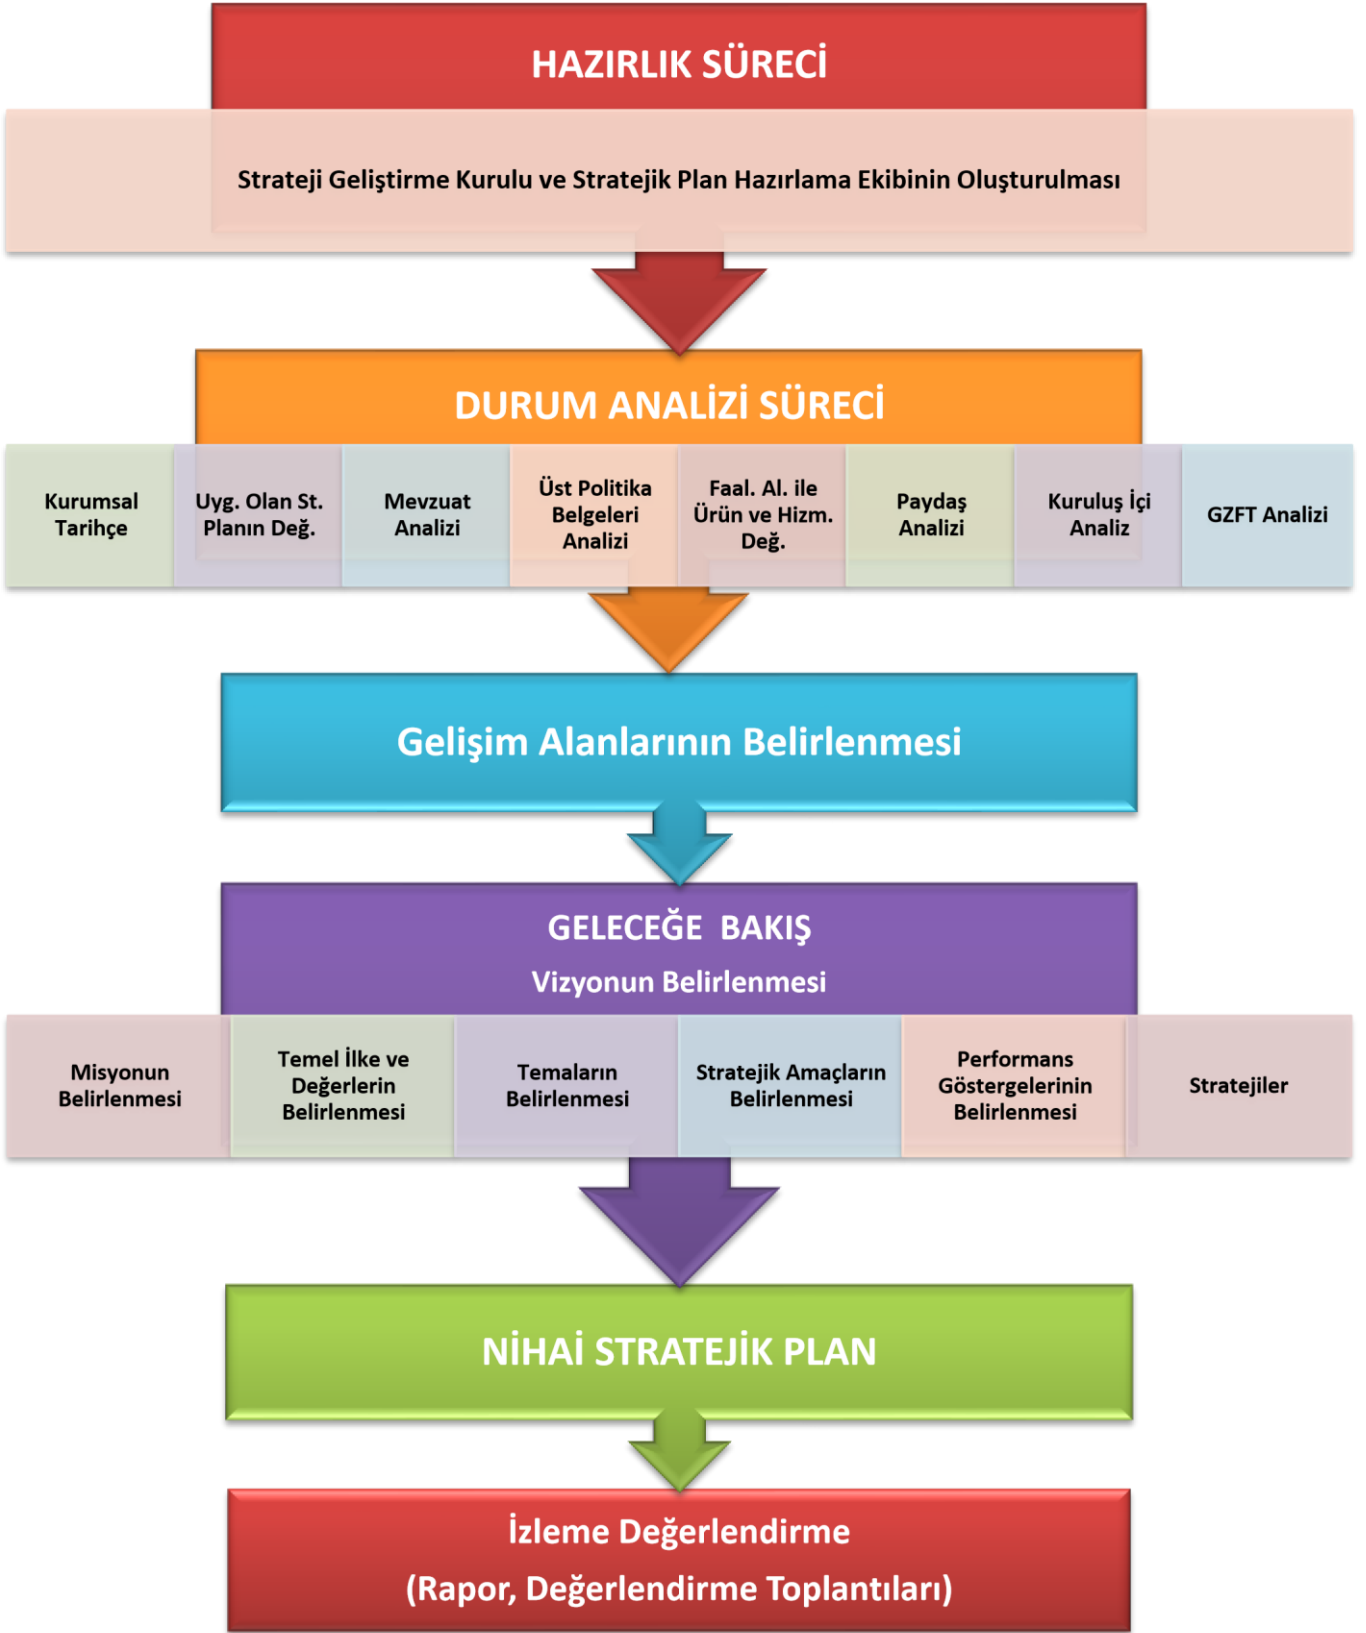 HAZIRLIK SÜRECİ
Strateji Geliştirme Kurulu ve Stratejik Plan Hazırlama Ekibinin Oluşturulması
DURUM ANALİZİ SÜRECİ
Kurumsal
Tarihçe
Uyg. Olan St.
Planın Değ.
Mevzuat
Analizi
Üst Politika
Belgeleri
Analizi
Faal. Al. ile
Ürün ve Hizm.
Değ.
Paydaş
Analizi
Kuruluş İçi
Analiz
GZFT Analizi
Gelişim Alanlarının Belirlenmesi
GELECEĞE BAKIŞ
Vizyonun Belirlenmesi
Misyonun
Belirlenmesi
Temel İlke ve
Değerlerin
Belirlenmesi
Temaların
Belirlenmesi
Stratejik Amaçların
Belirlenmesi
Performans
Göstergelerinin
Belirlenmesi
Stratejiler
NİHAİ STRATEJİK PLAN
İzleme Değerlendirme
(Rapor, Değerlendirme Toplantıları)